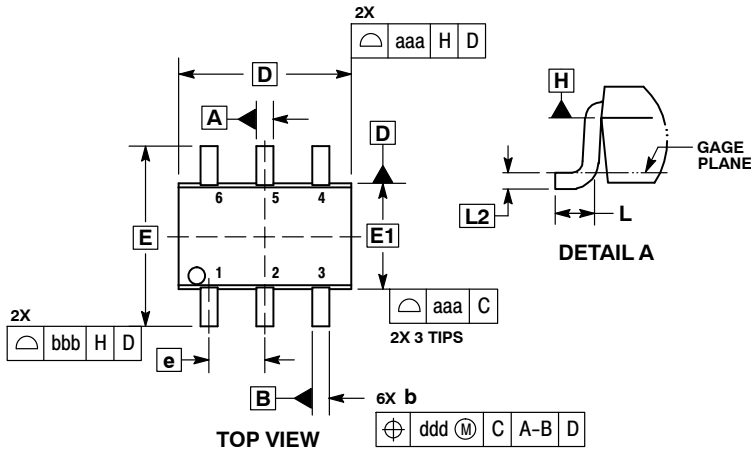 2X
⌓ aaa H D
D
A
D
6 5 4
E
E1
1 2 3
2X
⌓ bbb H D
e
B
⌓ aaa C
2X 3 TIPS
6X b
⌖ ddd Ⓜ C A–B D
TOP VIEW
H
GAGE
PLANE
L2
L
DETAIL A